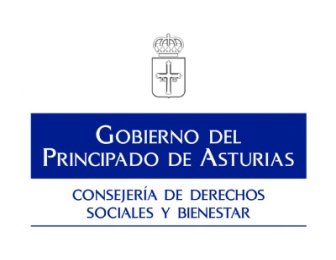 GOBIERNO DEL
PRINCIPADO DE ASTURIAS
CONSEJERÍA DE DERECHOS
SOCIALES Y BIENESTAR